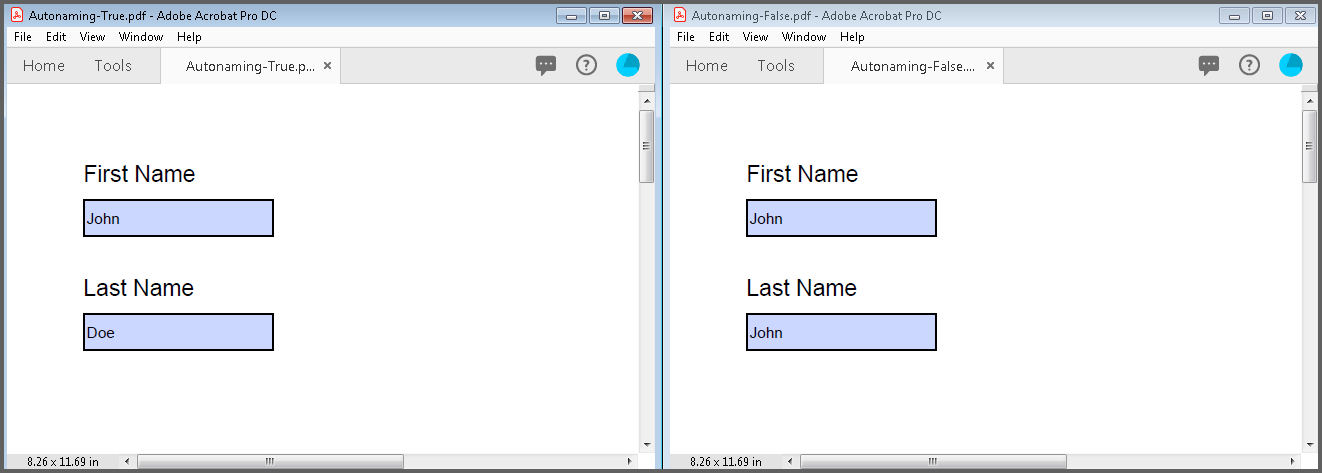 Autonaming-True.pdf - Adobe Acrobat Pro DC
File Edit View Window Help
Home Tools Autonaming-True.p... ×
First Name
John
Last Name
Doe
8.26 x 11.69 in
Autonaming-False.pdf - Adobe Acrobat Pro DC
File Edit View Window Help
Home Tools Autonaming-False.... ×
First Name
John
Last Name
John
8.26 x 11.69 in